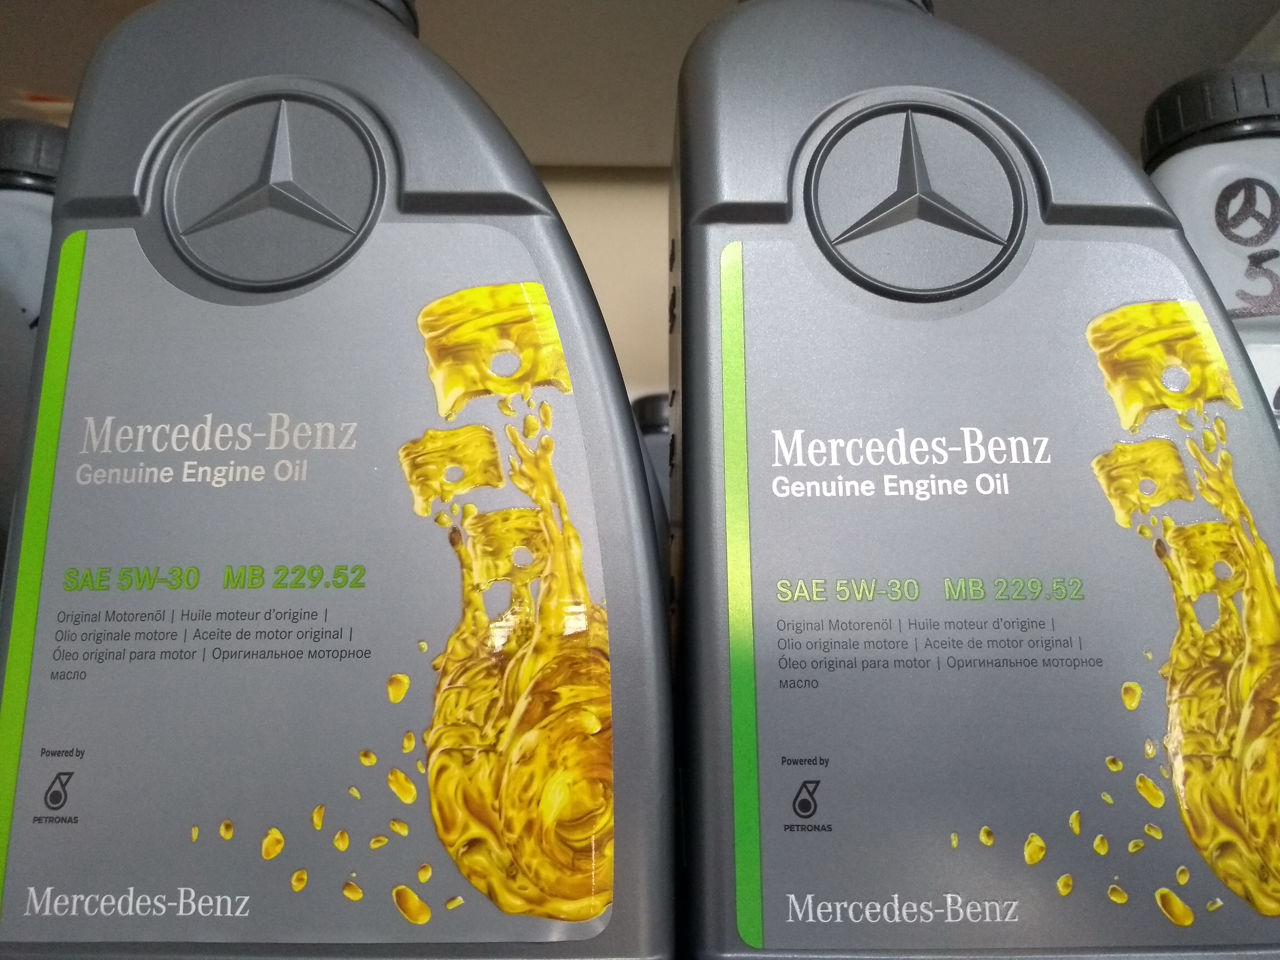 Mercedes-Benz
Genuine Engine Oil
SAE 5W-30 MB 229.52
Original Motorenöl | Huile moteur d'origine |
Olio originale motore | Aceite de motor original |
Óleo original para motor | Оригинальное моторное
масло
Powered by
PETRONAS
Mercedes-Benz
Mercedes-Benz
Genuine Engine Oil
SAE 5W-30 MB 229.52
Original Motorenöl | Huile moteur d'origine |
Olio originale motore | Aceite de motor original |
Óleo original para motor | Оригинальное моторное
масло
Powered by
PETRONAS
Mercedes-Benz
5